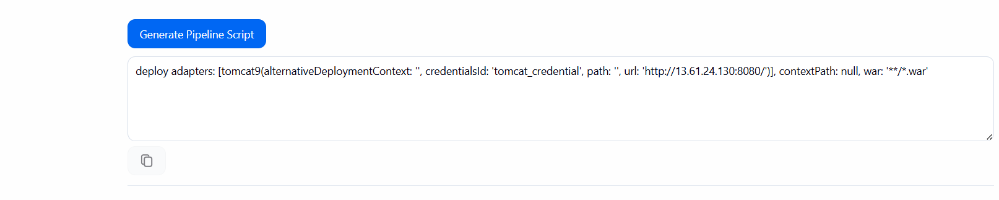 Generate Pipeline Script
deploy adapters: [tomcat9(alternativeDeploymentContext: '', credentialsId: 'tomcat_credential', path: '', url: 'http://13.61.24.130:8080/')], contextPath: null, war: '**/*.war'